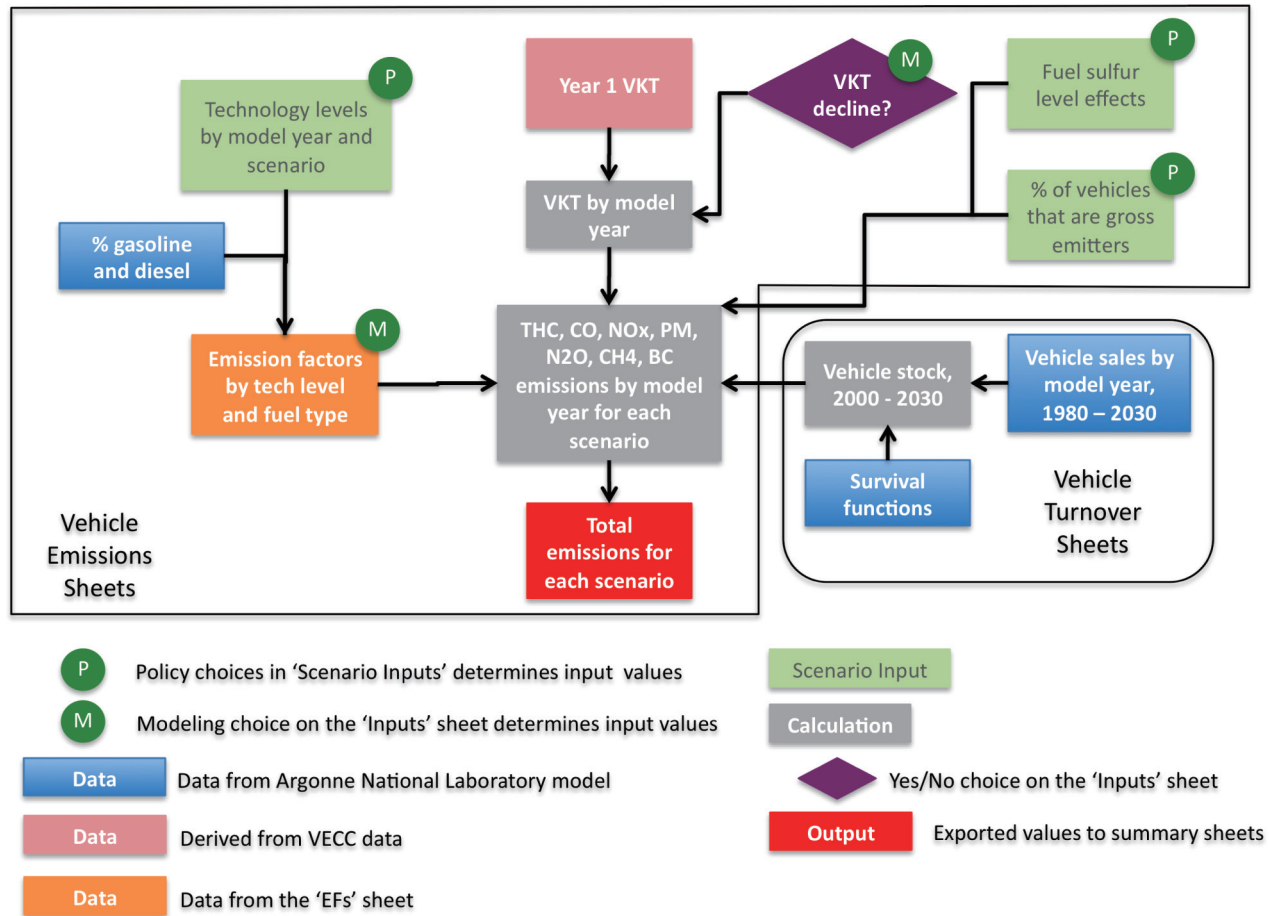 P
Technology levels
by model year and
scenario
% gasoline
and diesel
M
Emission factors
by tech level
and fuel type
Year 1 VKT
M
VKT
decline?
VKT by model
year
THC, CO, NOx, PM,
N2O, CH4, BC
emissions by model
year for each
scenario
Total
emissions for
each scenario
P
Fuel sulfur
level effects
P
% of vehicles
that are gross
emitters
Vehicle stock,
2000 - 2030
Vehicle sales by
model year,
1980 – 2030
Survival
functions
Vehicle
Turnover
Sheets
Vehicle
Emissions
Sheets
P
Policy choices in ‘Scenario Inputs’ determines input values
M
Modeling choice on the ‘Inputs’ sheet determines input values
Data
Data from Argonne National Laboratory model
Data
Derived from VECC data
Data
Data from the ‘EFs’ sheet
Scenario Input
Calculation
Yes/No choice on the ‘Inputs’ sheet
Output
Exported values to summary sheets